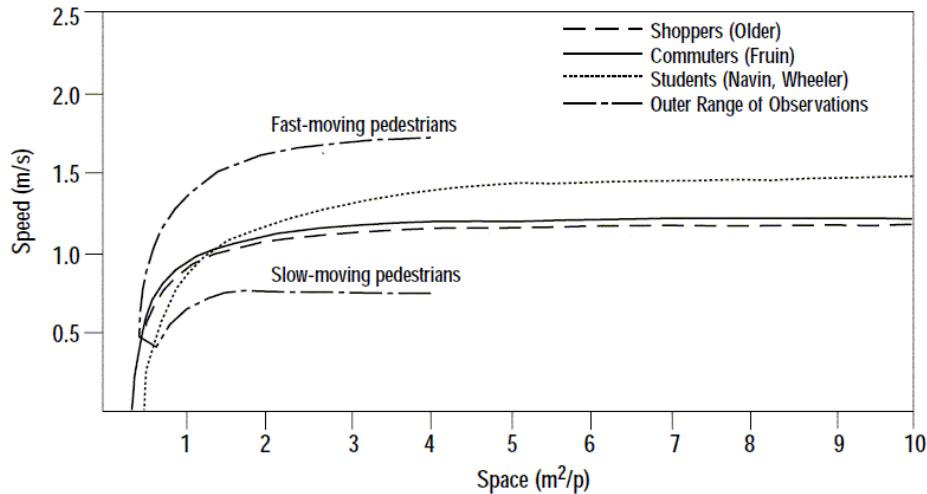 2.5
Shoppers (Older)
Commuters (Fruin)
Students (Navin, Wheeler)
Outer Range of Observations
2.0
Fast-moving pedestrians
1.5
Speed (m/s)
1.0
Slow-moving pedestrians
0.5
1 2 3 4 5 6 7 8 9 10
Space (m²/p)